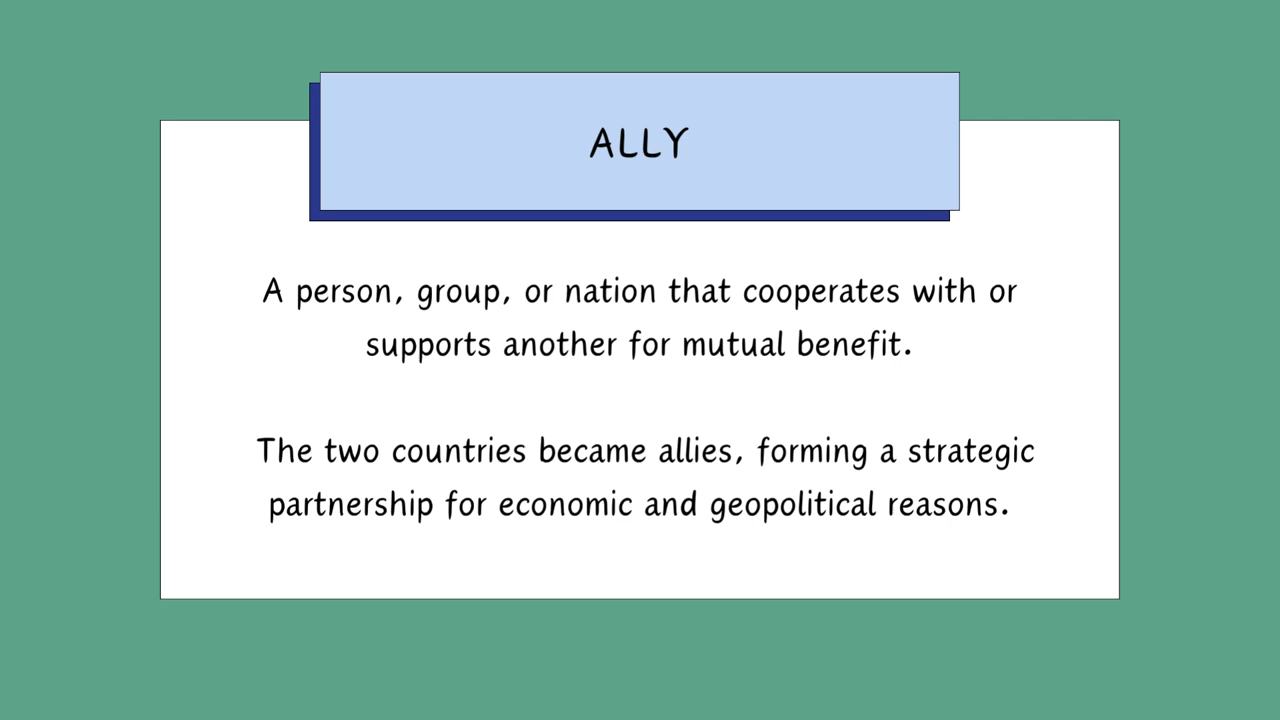 ALLY
A person, group, or nation that cooperates with or
supports another for mutual benefit.
The two countries became allies, forming a strategic
partnership for economic and geopolitical reasons.